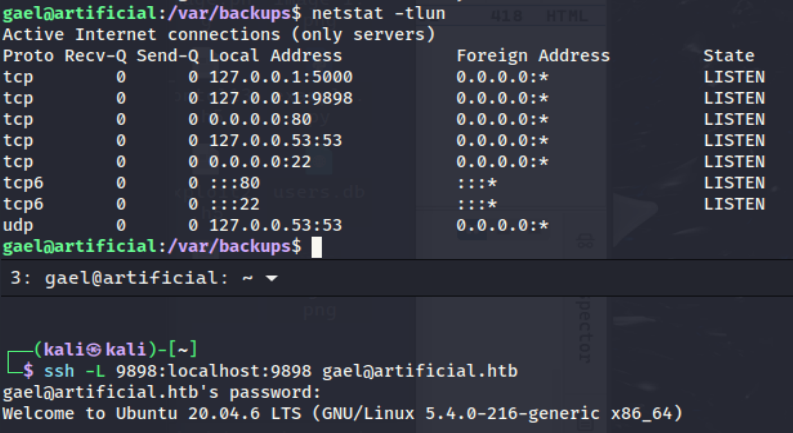 gael@artificial:/var/backups$ netstat -tlun
Active Internet connections (only servers)
Proto Recv-Q Send-Q Local Address           Foreign Address         State
tcp        0      0 127.0.0.1:5000          0.0.0.0:*               LISTEN
tcp        0      0 127.0.0.1:9898          0.0.0.0:*               LISTEN
tcp        0      0 0.0.0.0:80              0.0.0.0:*               LISTEN
tcp        0      0 127.0.0.53:53           0.0.0.0:*               LISTEN
tcp        0      0 0.0.0.0:22              0.0.0.0:*               LISTEN
tcp6       0      0 :::80                   :::*                    LISTEN
tcp6       0      0 :::22                   :::*                    LISTEN
udp        0      0 127.0.0.53:53           0.0.0.0:*
gael@artificial:/var/backups$
3: gael@artificial: ~
png
┌──(kali㉿kali)-[~]
└─$ ssh -L 9898:localhost:9898 gael@artificial.htb
gael@artificial.htb's password:
Welcome to Ubuntu 20.04.6 LTS (GNU/Linux 5.4.0-216-generic x86_64)
418 HTML
users.db